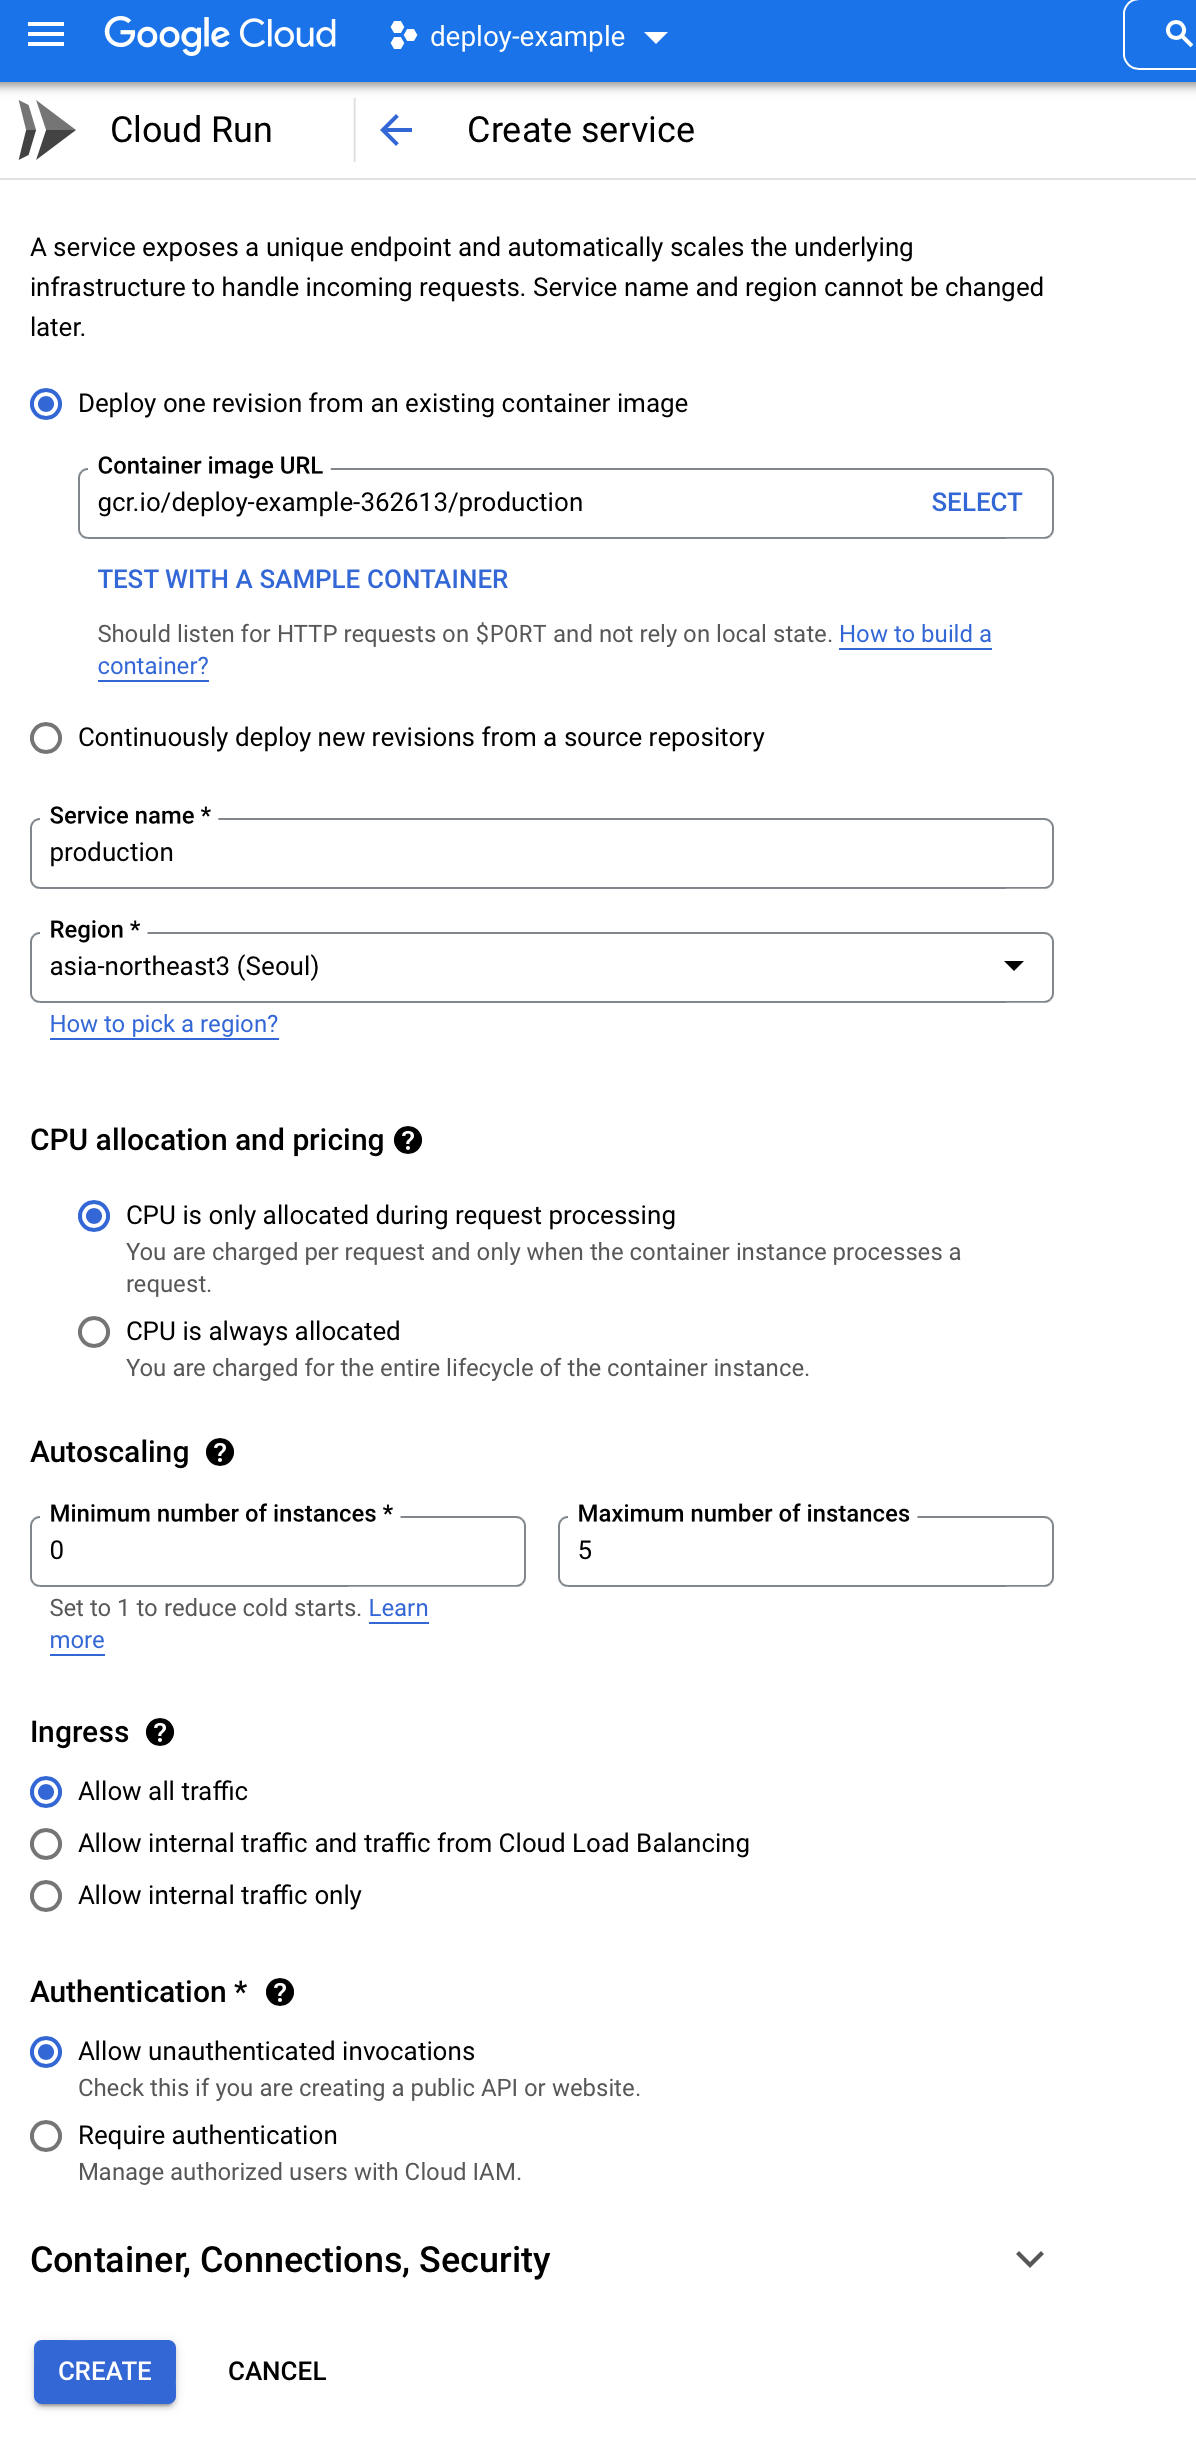 Google Cloud
deploy-example
Cloud Run
Create service
A service exposes a unique endpoint and automatically scales the underlying
infrastructure to handle incoming requests. Service name and region cannot be changed
later.
Deploy one revision from an existing container image
Container image URL
gcr.io/deploy-example-362613/production
SELECT
TEST WITH A SAMPLE CONTAINER
Should listen for HTTP requests on $PORT and not rely on local state. How to build a
container?
Continuously deploy new revisions from a source repository
Service name *
production
Region *
asia-northeast3 (Seoul)
How to pick a region?
CPU allocation and pricing
CPU is only allocated during request processing
You are charged per request and only when the container instance processes a
request.
CPU is always allocated
You are charged for the entire lifecycle of the container instance.
Autoscaling
Minimum number of instances *
0
Set to 1 to reduce cold starts. Learn
more
Maximum number of instances
5
Ingress
Allow all traffic
Allow internal traffic and traffic from Cloud Load Balancing
Allow internal traffic only
Authentication *
Allow unauthenticated invocations
Check this if you are creating a public API or website.
Require authentication
Manage authorized users with Cloud IAM.
Container, Connections, Security
CREATE
CANCEL